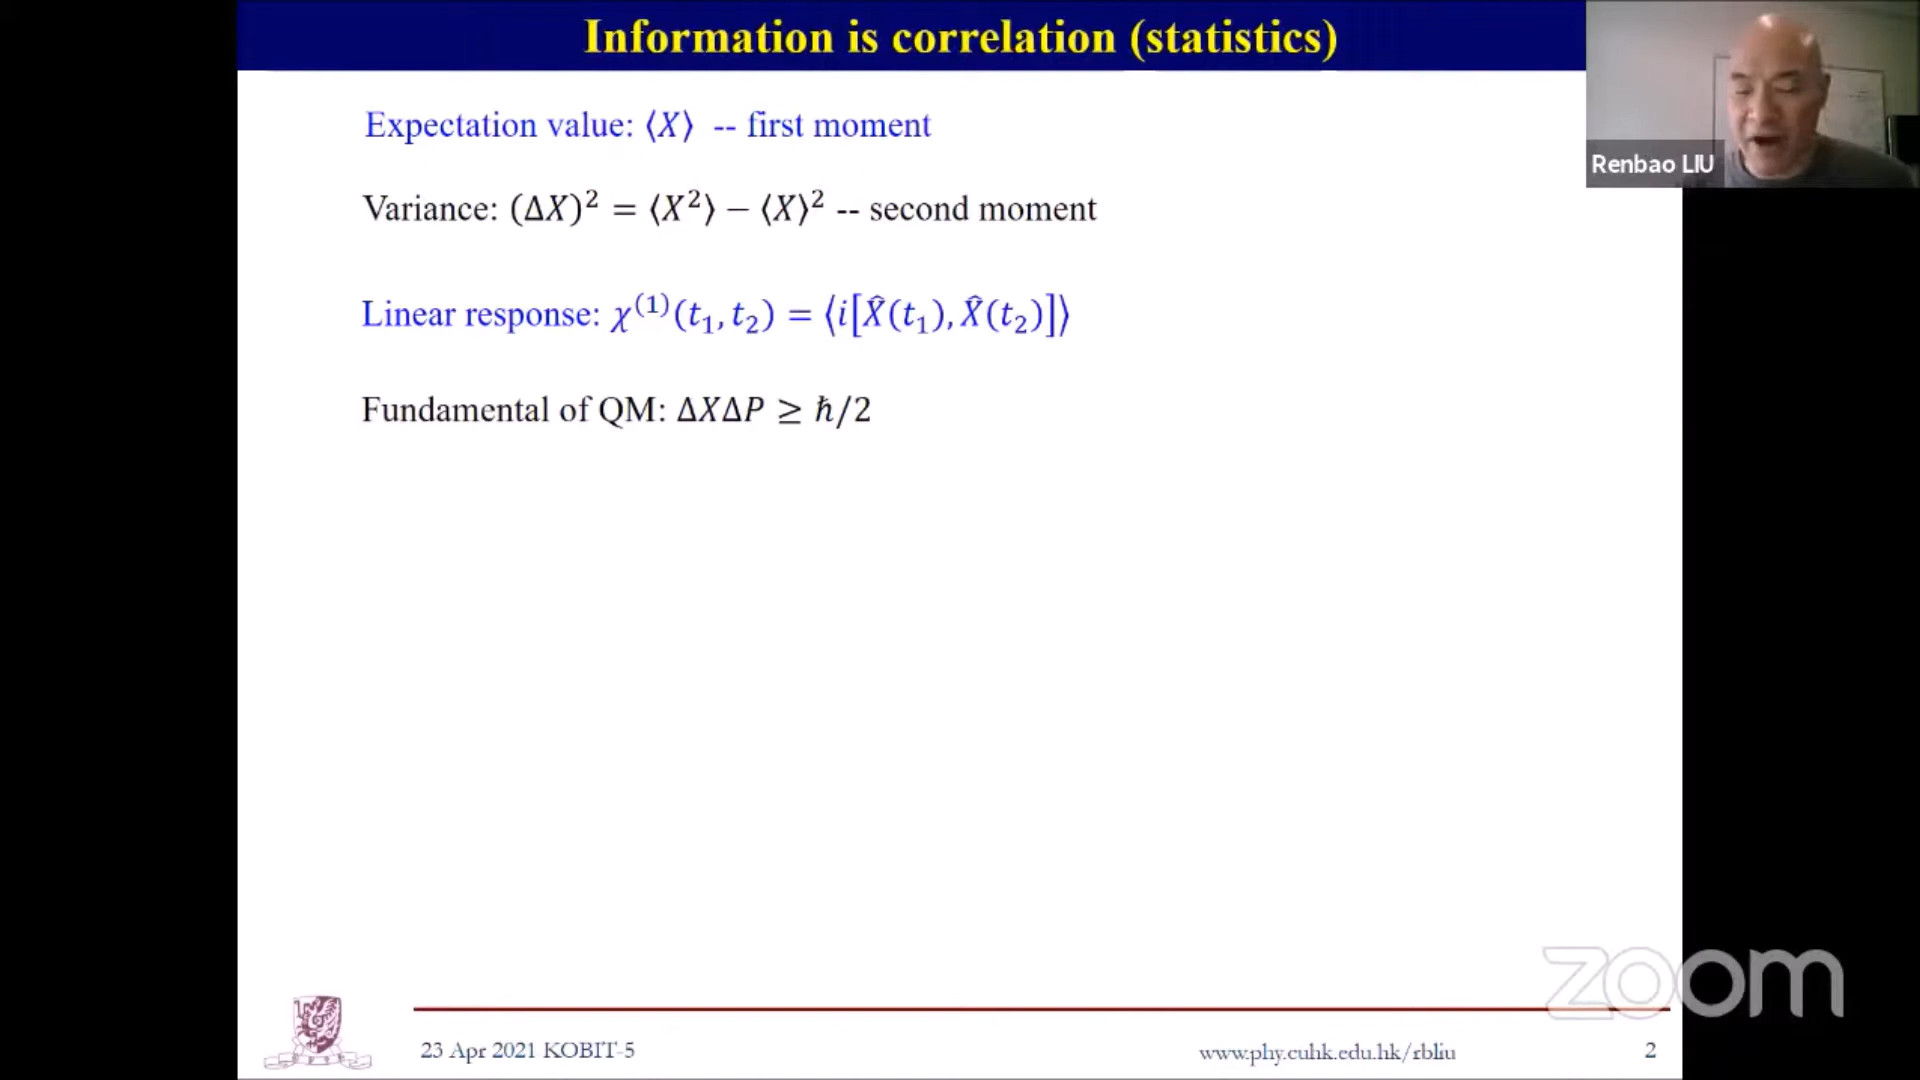 Information is correlation (statistics)
Renbao LIU
Expectation value: ⟨X⟩ -- first moment
Variance: (ΔX)² = ⟨X²⟩ − ⟨X⟩² -- second moment
Linear response: χ⁽¹⁾(t₁, t₂) = ⟨i[X̂(t₁), X̂(t₂)]⟩
Fundamental of QM: ΔXΔP ≥ ħ/2
zoom
23 Apr 2021 KOBIT-5
www.phy.cuhk.edu.hk/rbliu
2